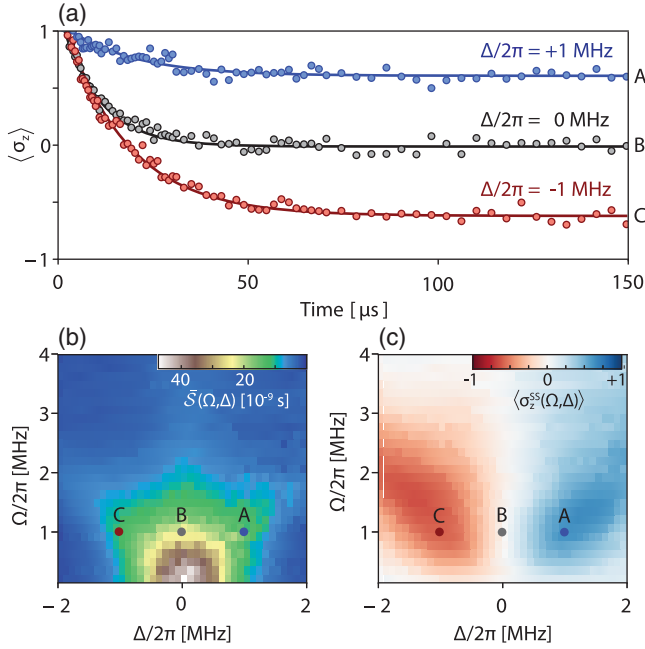 (a)
1
0
−1
⟨σz⟩
Δ/2π = +1 MHz
A
Δ/2π = 0 MHz
B
Δ/2π = -1 MHz
C
0
50
100
150
Time [μs]
(b)
4
3
2
1
Ω/2π [MHz]
40
20
S̄(Ω,Δ) [10⁻⁹ s]
C
B
A
−2
0
2
Δ/2π [MHz]
(c)
4
3
2
1
Ω/2π [MHz]
-1
0
+1
⟨σz^SS(Ω,Δ)⟩
C
B
A
−2
0
2
Δ/2π [MHz]